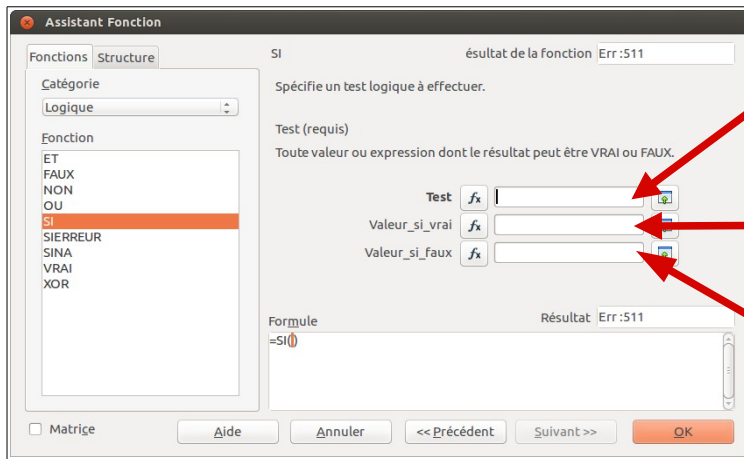 Assistant Fonction
Fonctions Structure
Catégorie
Logique
Fonction
ET
FAUX
NON
OU
SI
SIERREUR
SINA
VRAI
XOR
SI ésultat de la fonction Err :511
Spécifie un test logique à effectuer.
Test (requis)
Toute valeur ou expression dont le résultat peut être VRAI ou FAUX.
Test fx
Valeur_si_vrai fx
Valeur_si_faux fx
Formule Résultat Err :511
=SI()
Matrice Aide Annuler << Précédent Suivant >> OK